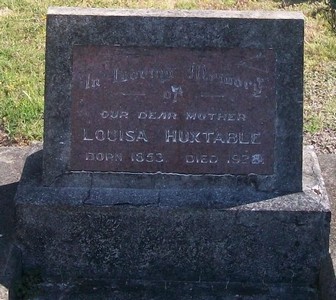 In Loving Memory
of
OUR DEAR MOTHER
LOUISA HUXTABLE
BORN 1853 DIED 1928